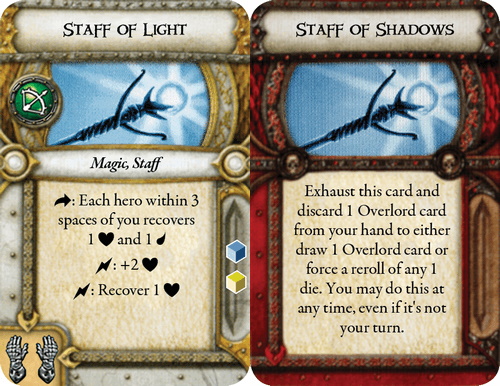 STAFF OF LIGHT
Magic, Staff
: Each hero within 3
spaces of you recovers
1 and 1
: +2
: Recover 1
STAFF OF SHADOWS
Exhaust this card and
discard 1 Overlord card
from your hand to either
draw 1 Overlord card or
force a reroll of any 1
die. You may do this at
any time, even if it's not
your turn.